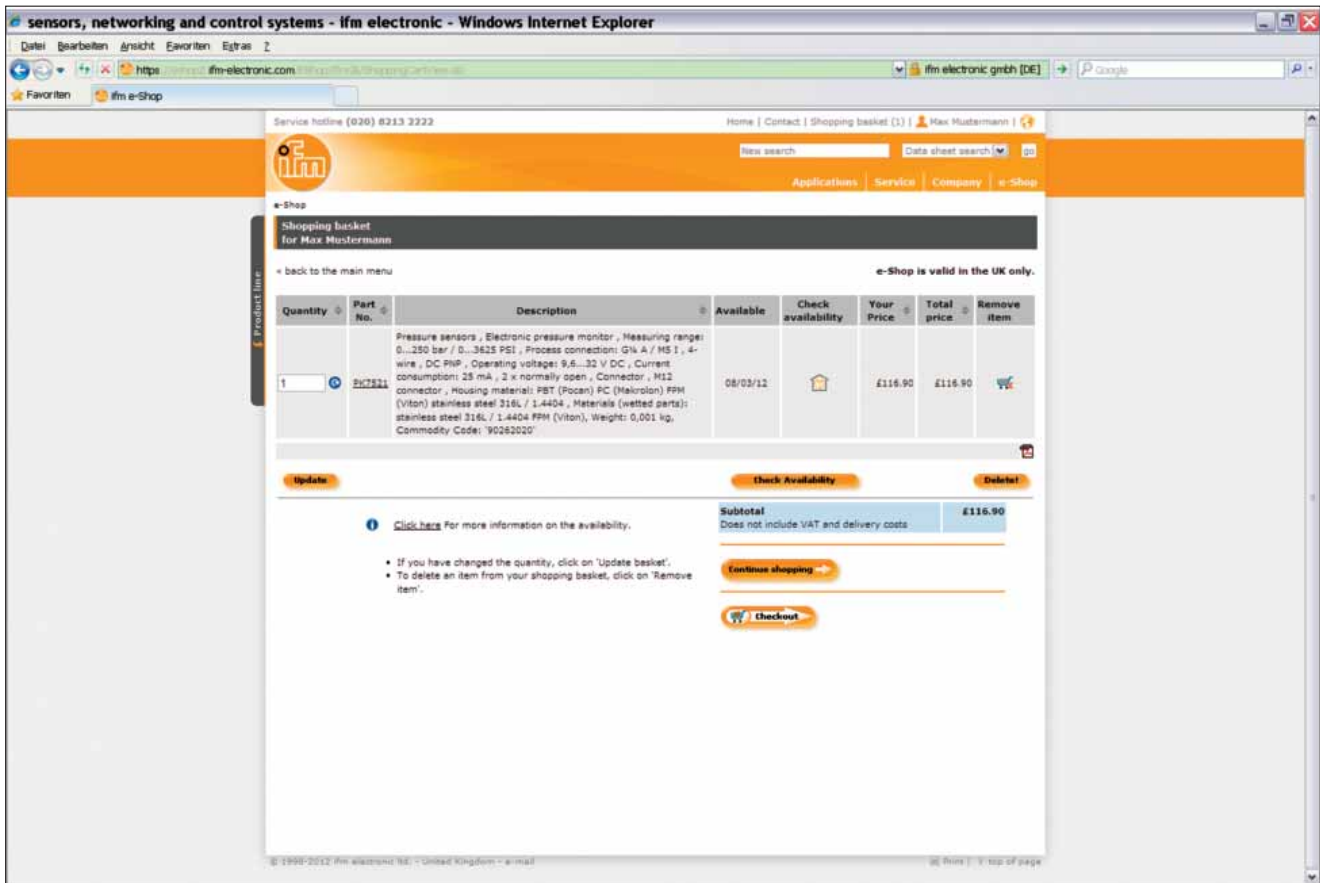 sensors, networking and control systems - ifm electronic - Windows Internet Explorer
Datei Bearbeiten Ansicht Favoriten Extras ?
https ifm-electronic.com
ifm electronic gmbh [DE]
Google
Favoriten
ifm e-Shop
Service hotline (020) 8213 2222
Home | Contact | Shopping basket (1) | Max Mustermann |
ifm
New search
Data sheet search
go
Applications | Service | Company | e-Shop
e-Shop
Shopping basket
for Max Mustermann
Product line
« back to the main menu
e-Shop is valid in the UK only.
Quantity
Part
No.
Description
Available
Check
availability
Your
Price
Total
price
Remove
item
1
PK7521
Pressure sensors , Electronic pressure monitor , Measuring range:
0...250 bar / 0...3625 PSI , Process connection: G¼ A / M5 I , 4-
wire , DC PNP , Operating voltage: 9,6...32 V DC , Current
consumption: 25 mA , 2 x normally open , Connector , M12
connector , Housing material: PBT (Pocan) PC (Makrolon) FPM
(Viton) stainless steel 316L / 1.4404 , Materials (wetted parts):
stainless steel 316L / 1.4404 FPM (Viton), Weight: 0,001 kg,
Commodity Code: '90262020'
08/03/12
£116.90
£116.90
Update
Check Availability
Delete!
Click here For more information on the availability.
Subtotal
£116.90
Does not include VAT and delivery costs
• If you have changed the quantity, click on 'Update basket'.
• To delete an item from your shopping basket, click on 'Remove
item'.
Continue shopping
Checkout
© 1998-2012 ifm electronic ltd. - United Kingdom - e-mail
Print | top of page